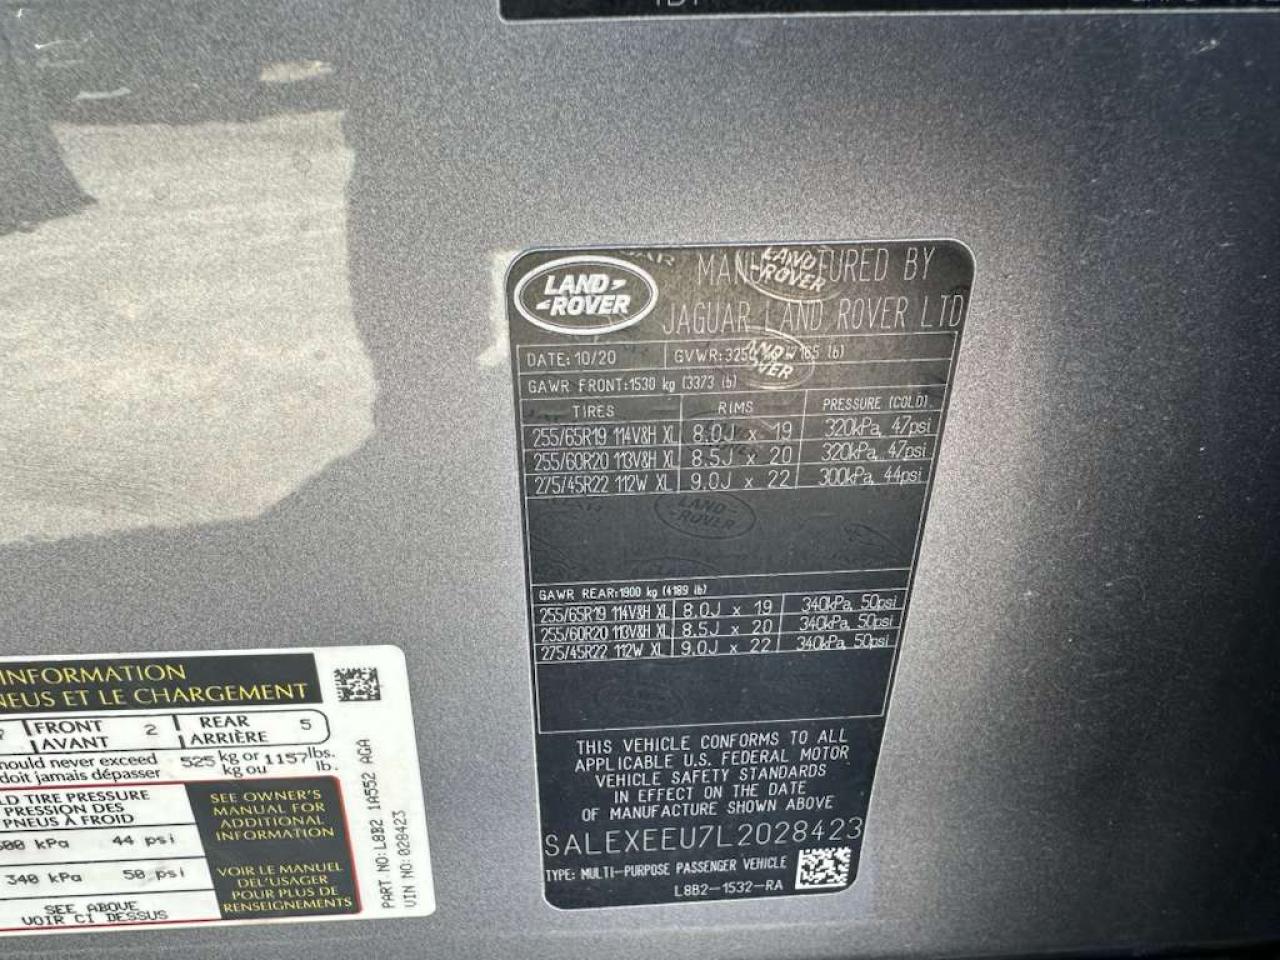 LAND
ROVER
MANUFACTURED BY
JAGUAR LAND ROVER LTD
DATE: 10/20 GVWR:3250 kg (7165 lb)
GAWR FRONT:1530 kg (3373 lb)
TIRES RIMS PRESSURE (COLD)
255/65R19 114V&H XL 8.0J x 19 320kPa, 47psi
255/60R20 113V&H XL 8.5J x 20 320kPa, 47psi
275/45R22 112W XL 9.0J x 22 300kPa, 44psi
GAWR REAR:1900 kg (4189 lb)
255/65R19 114V&H XL 8.0J x 19 340kPa, 50psi
255/60R20 113V&H XL 8.5J x 20 340kPa, 50psi
275/45R22 112W XL 9.0J x 22 340kPa, 50psi
THIS VEHICLE CONFORMS TO ALL
APPLICABLE U.S. FEDERAL MOTOR
VEHICLE SAFETY STANDARDS
IN EFFECT ON THE DATE
OF MANUFACTURE SHOWN ABOVE
SALEXEEU7L2028423
TYPE: MULTI-PURPOSE PASSENGER VEHICLE
L8B2-1532-RA
INFORMATION
NEUS ET LE CHARGEMENT
FRONT 2 REAR 5
AVANT ARRIÈRE
hould never exceed 525 kg or 1157 lbs.
doit jamais dépasser kg ou lb.
LD TIRE PRESSURE
PRESSION DES
PNEUS À FROID
300 kPa 44 psi
340 kPa 50 psi
SEE ABOVE
VOIR CI DESSUS
SEE OWNER'S
MANUAL FOR
ADDITIONAL
INFORMATION
VOIR LE MANUEL
DEL'USAGER
POUR PLUS DE
RENSEIGNEMENTS
PART NO:L8B2 1A552 AGA
VIN NO:028423